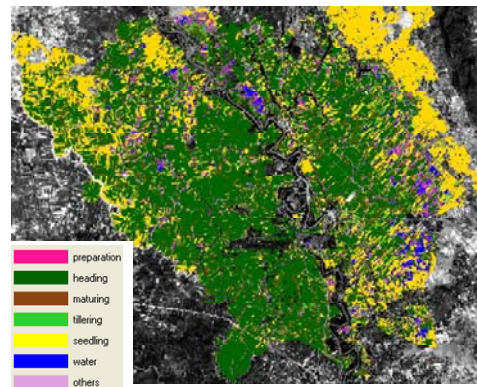 preparation
heading
maturing
tillering
seedling
water
others